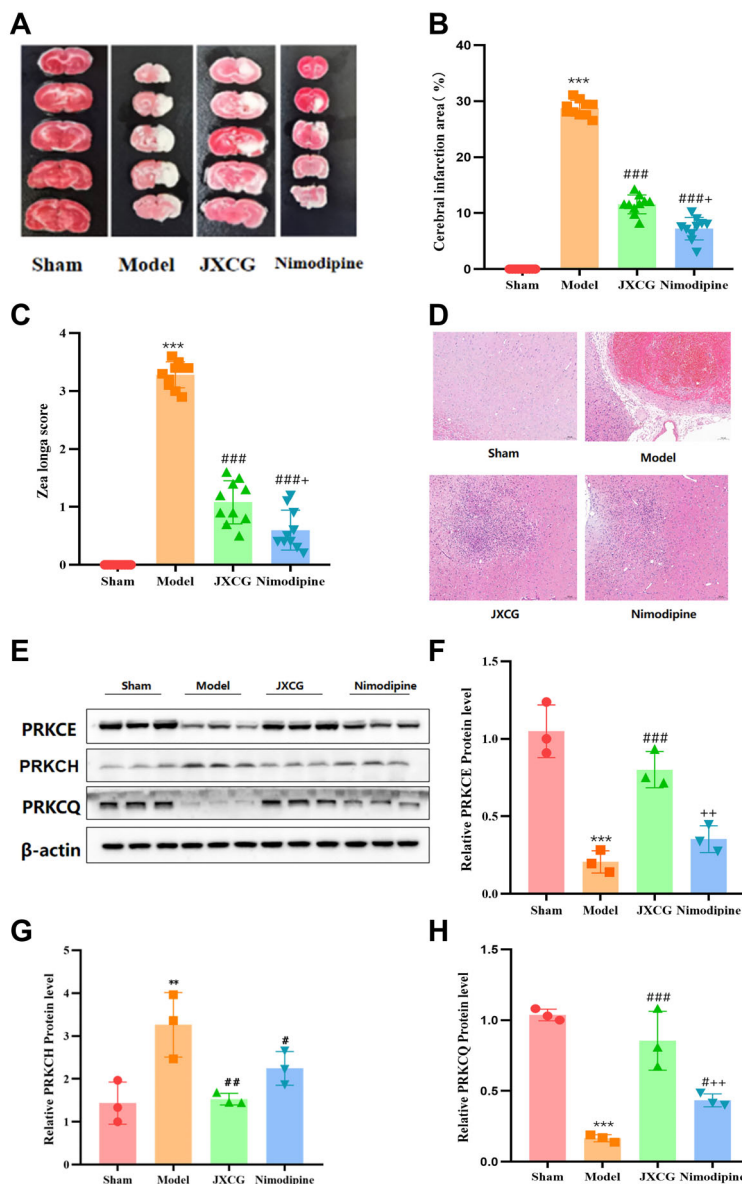 A
Sham
Model
JXCG
Nimodipine
B
Cerebral infarction area( %)
40
30
20
10
0
***
###
###+
Sham
Model
JXCG
Nimodipine
C
Zea longa score
4
3
2
1
0
***
###
###+
Sham
Model
JXCG
Nimodipine
D
Sham
Model
JXCG
Nimodipine
E
Sham
Model
JXCG
Nimodipine
PRKCE
PRKCH
PRKCQ
β-actin
F
Relative PRKCE Protein level
1.5
1.0
0.5
0.0
***
###
++
Sham
Model
JXCG
Nimodipine
G
Relative PRKCH Protein level
5
4
3
2
1
0
**
##
#
Sham
Model
JXCG
Nimodipine
H
Relative PRKCQ Protein level
1.5
1.0
0.5
0.0
***
###
#++
Sham
Model
JXCG
Nimodipine